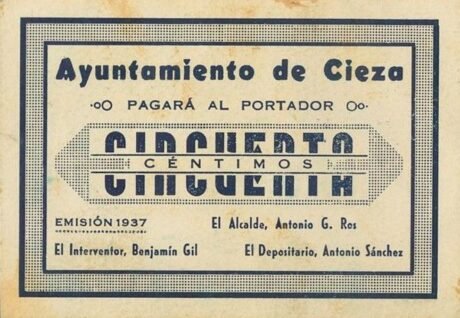 Ayuntamiento de Cieza
PAGARÁ AL PORTADOR
CINCUENTA
CÉNTIMOS
EMISIÓN 1937
El Alcalde, Antonio G. Ros
El Interventor, Benjamín Gil
El Depositario, Antonio Sánchez